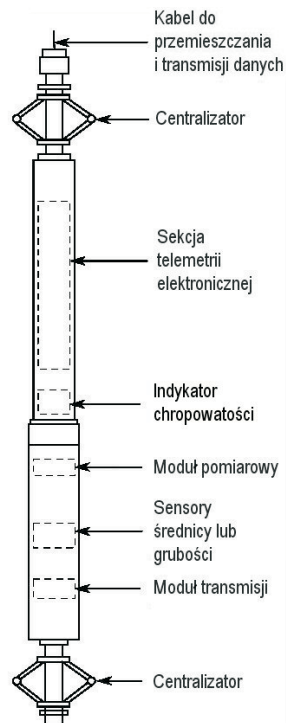 Kabel do
przemieszczania
i transmisji danych
Centralizator
Sekcja
telemetrii
elektronicznej
Indykator
chropowatości
Moduł pomiarowy
Sensory
średnicy lub
grubości
Moduł transmisji
Centralizator